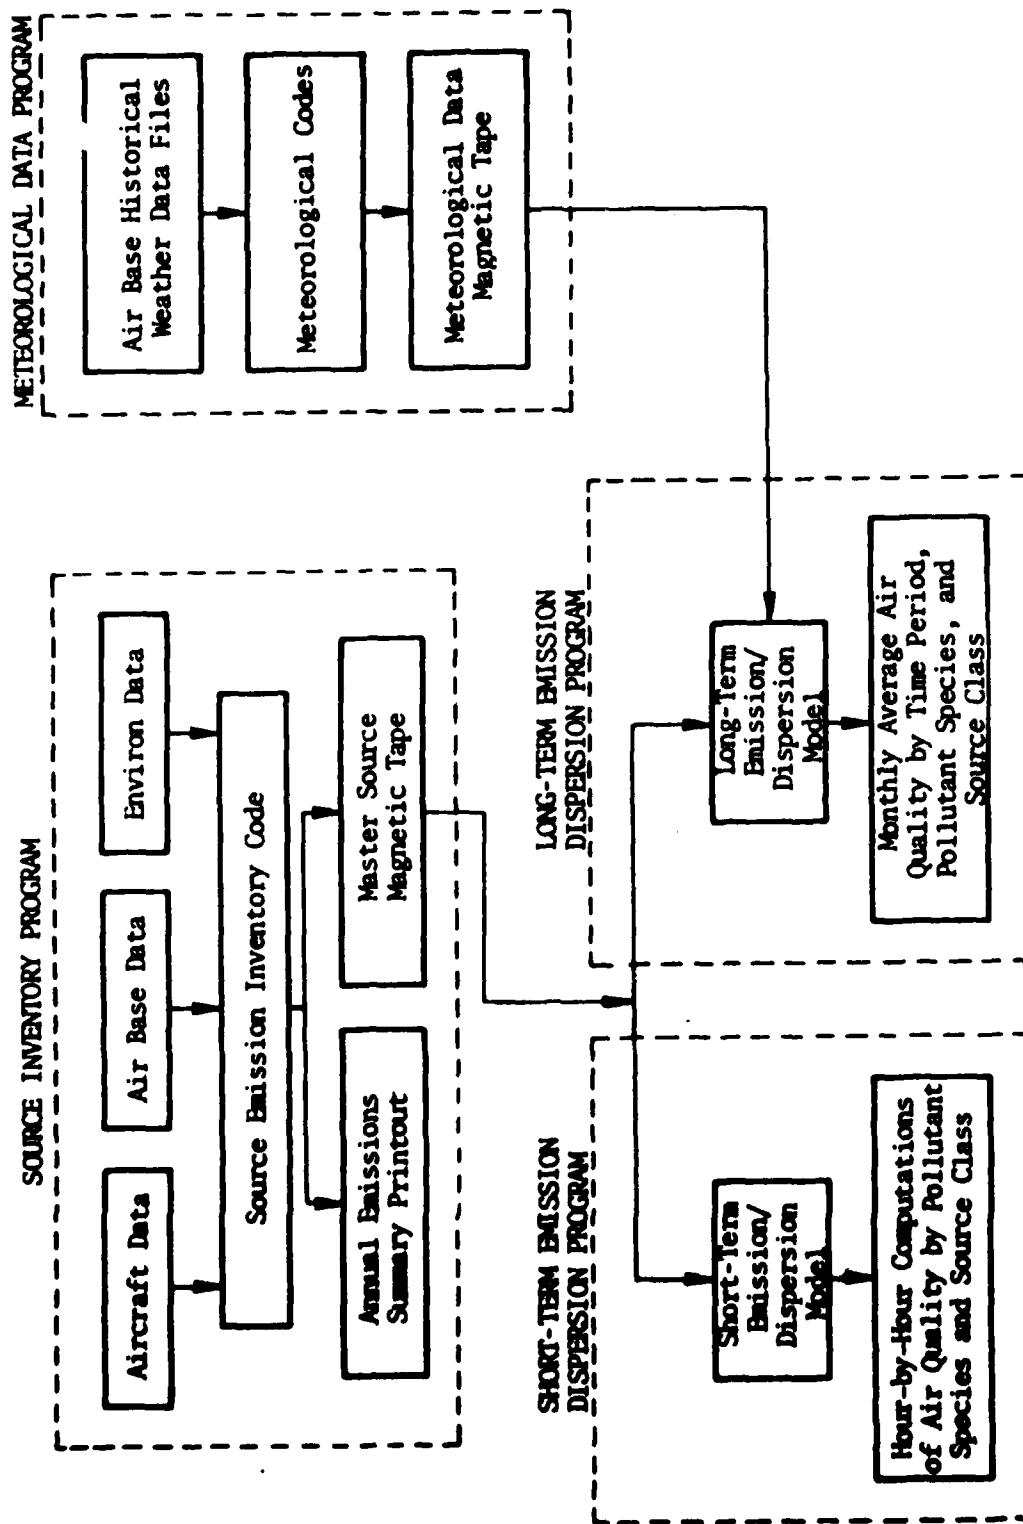 SOURCE INVENTORY PROGRAM
Aircraft Data
Air Base Data
Environ Data
Source Emission Inventory Code
Annual Emissions
Summary Printout
Master Source
Magnetic Tape
METEOROLOGICAL DATA PROGRAM
Air Base Historical
Weather Data Files
Meteorological Codes
Meteorological Data
Magnetic Tape
SHORT-TERM EMISSION
DISPERSION PROGRAM
Short-Term
Emission/
Dispersion
Model
Hour-by-Hour Computations
of Air Quality by Pollutant
Species and Source Class
LONG-TERM EMISSION
DISPERSION PROGRAM
Long-Term
Emission/
Dispersion
Model
Monthly Average Air
Quality by Time Period,
Pollutant Species, and
Source Class